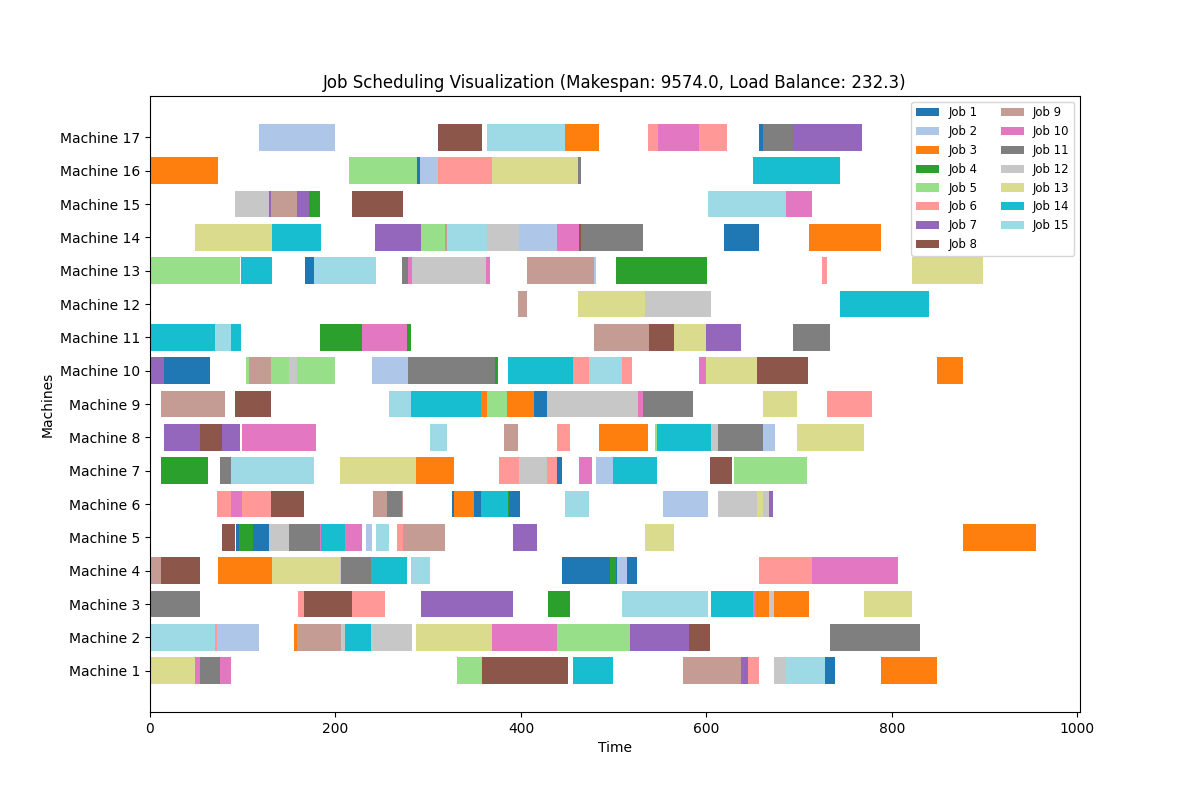 Job Scheduling Visualization (Makespan: 9574.0, Load Balance: 232.3)
Machines
Machine 17
Machine 16
Machine 15
Machine 14
Machine 13
Machine 12
Machine 11
Machine 10
Machine 9
Machine 8
Machine 7
Machine 6
Machine 5
Machine 4
Machine 3
Machine 2
Machine 1
Job 1
Job 2
Job 3
Job 4
Job 5
Job 6
Job 7
Job 8
Job 9
Job 10
Job 11
Job 12
Job 13
Job 14
Job 15
0 200 400 600 800 1000
Time